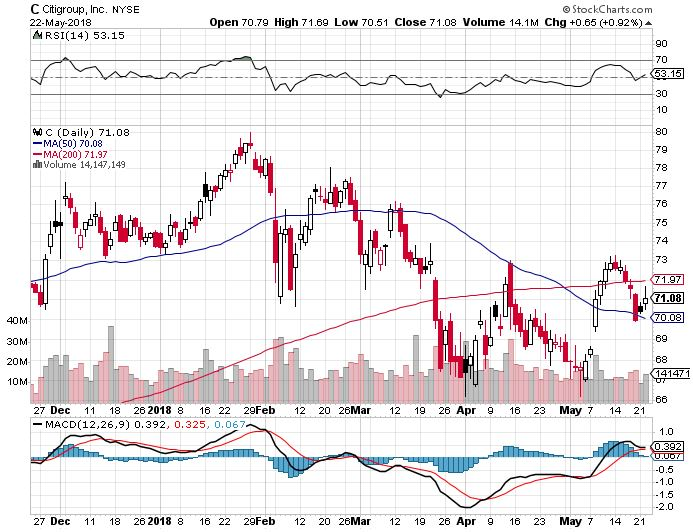 C Citigroup, Inc. NYSE © StockCharts.com
22-May-2018 Open 70.79 High 71.69 Low 70.51 Close 71.08 Volume 14.1M Chg +0.65 (+0.92%)
RSI(14) 53.15
90
70
53.15
50
30
10
C (Daily) 71.08
MA(50) 70.08
MA(200) 71.97
Volume 14,147,149
80
79
78
77
76
75
74
73
71.97
71.08
70.08
69
68
67
66
40M
30M
20M
10M
141471
27 Dec 11 18 26 2018 8 16 22 Feb 5 12 20 26 Mar 12 19 26 Apr 9 16 23 May 7 14 21
MACD(12,26,9) 0.392, 0.325, 0.067
1.0
0.392
0.067
-0.5
-1.0
-1.5
-2.0
27 Dec 11 18 26 2018 8 16 22 Feb 5 12 20 26 Mar 12 19 26 Apr 9 16 23 May 7 14 21